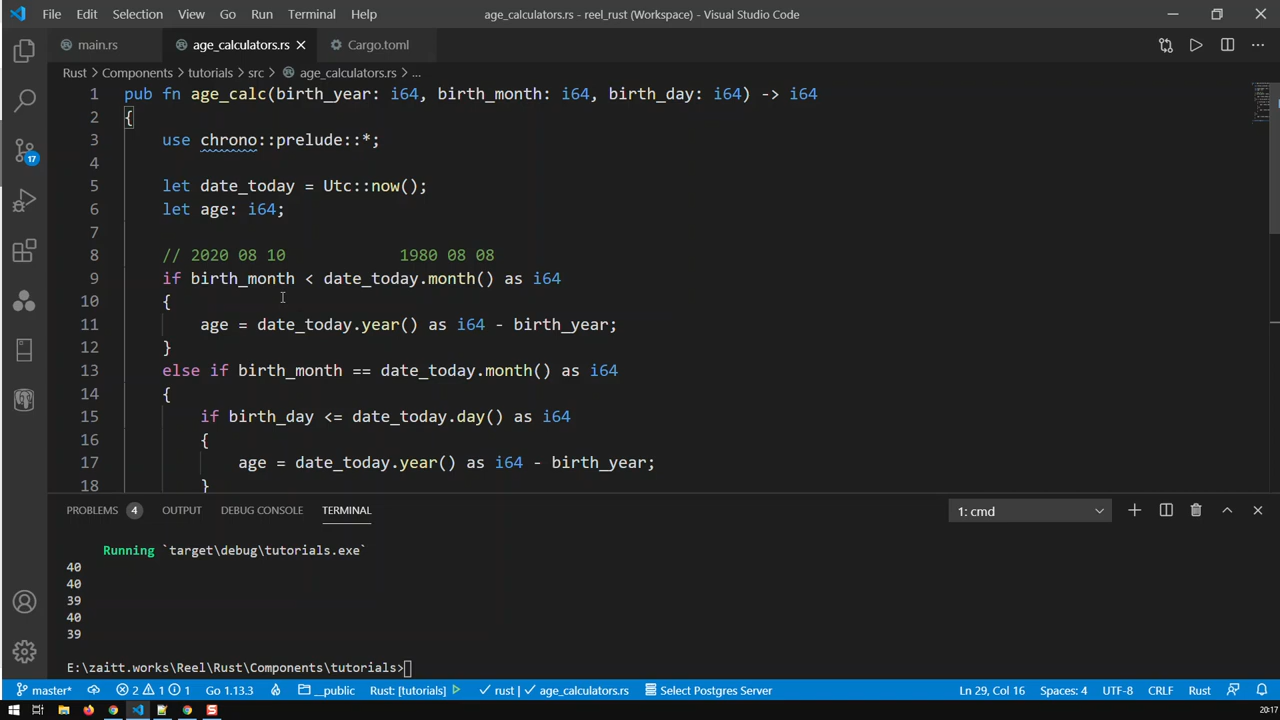 File Edit Selection View Go Run Terminal Help age_calculators.rs - reel_rust (Workspace) - Visual Studio Code
main.rs age_calculators.rs Cargo.toml
Rust > Components > tutorials > src > age_calculators.rs > ...
1 pub fn age_calc(birth_year: i64, birth_month: i64, birth_day: i64) -> i64
2 {
3 use chrono::prelude::*;
4
5 let date_today = Utc::now();
6 let age: i64;
7
8 // 2020 08 10 1980 08 08
9 if birth_month < date_today.month() as i64
10 {
11 age = date_today.year() as i64 - birth_year;
12 }
13 else if birth_month == date_today.month() as i64
14 {
15 if birth_day <= date_today.day() as i64
16 {
17 age = date_today.year() as i64 - birth_year;
18 }
PROBLEMS 4 OUTPUT DEBUG CONSOLE TERMINAL 1: cmd
Running `target\debug\tutorials.exe`
40
40
39
40
39
E:\zaitt.works\Reel\Rust\Components\tutorials>
17
master* 2 1 1 Go 1.13.3 __public Rust: [tutorials] rust | age_calculators.rs Select Postgres Server Ln 29, Col 16 Spaces: 4 UTF-8 CRLF Rust
20:17